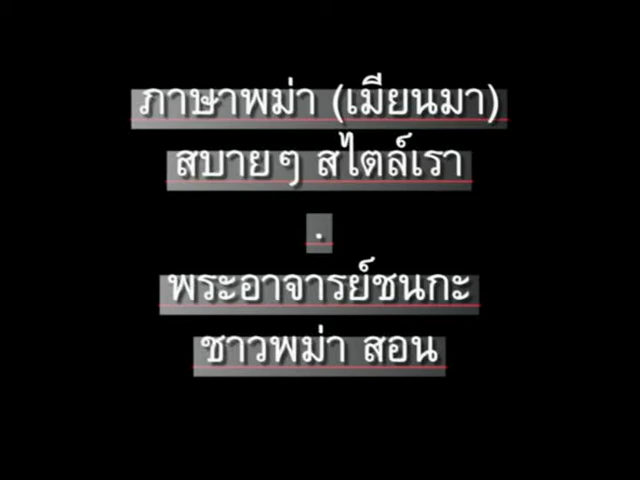 ภาษาพม่า (เมียนมา)
สบายๆ สไตล์เรา
.
พระอาจารย์ชนกะ
ชาวพม่า สอน